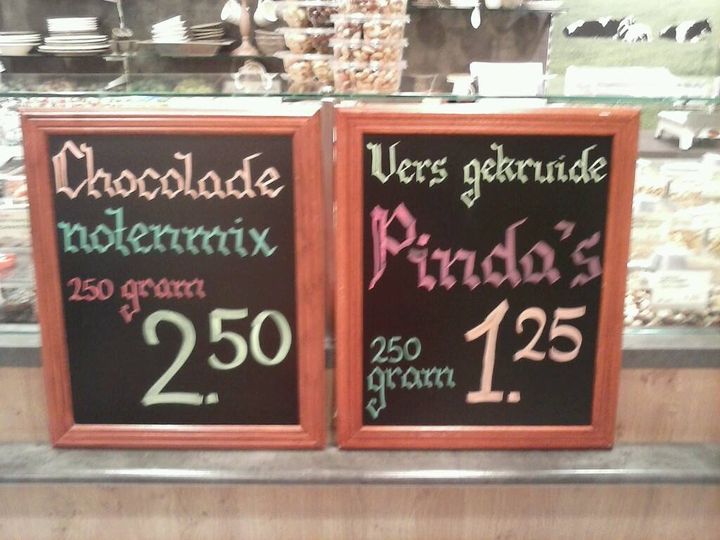 Chocolade
notenmix
250 gram
2.50
Vers gekruide
Pinda's
250
gram
1.25